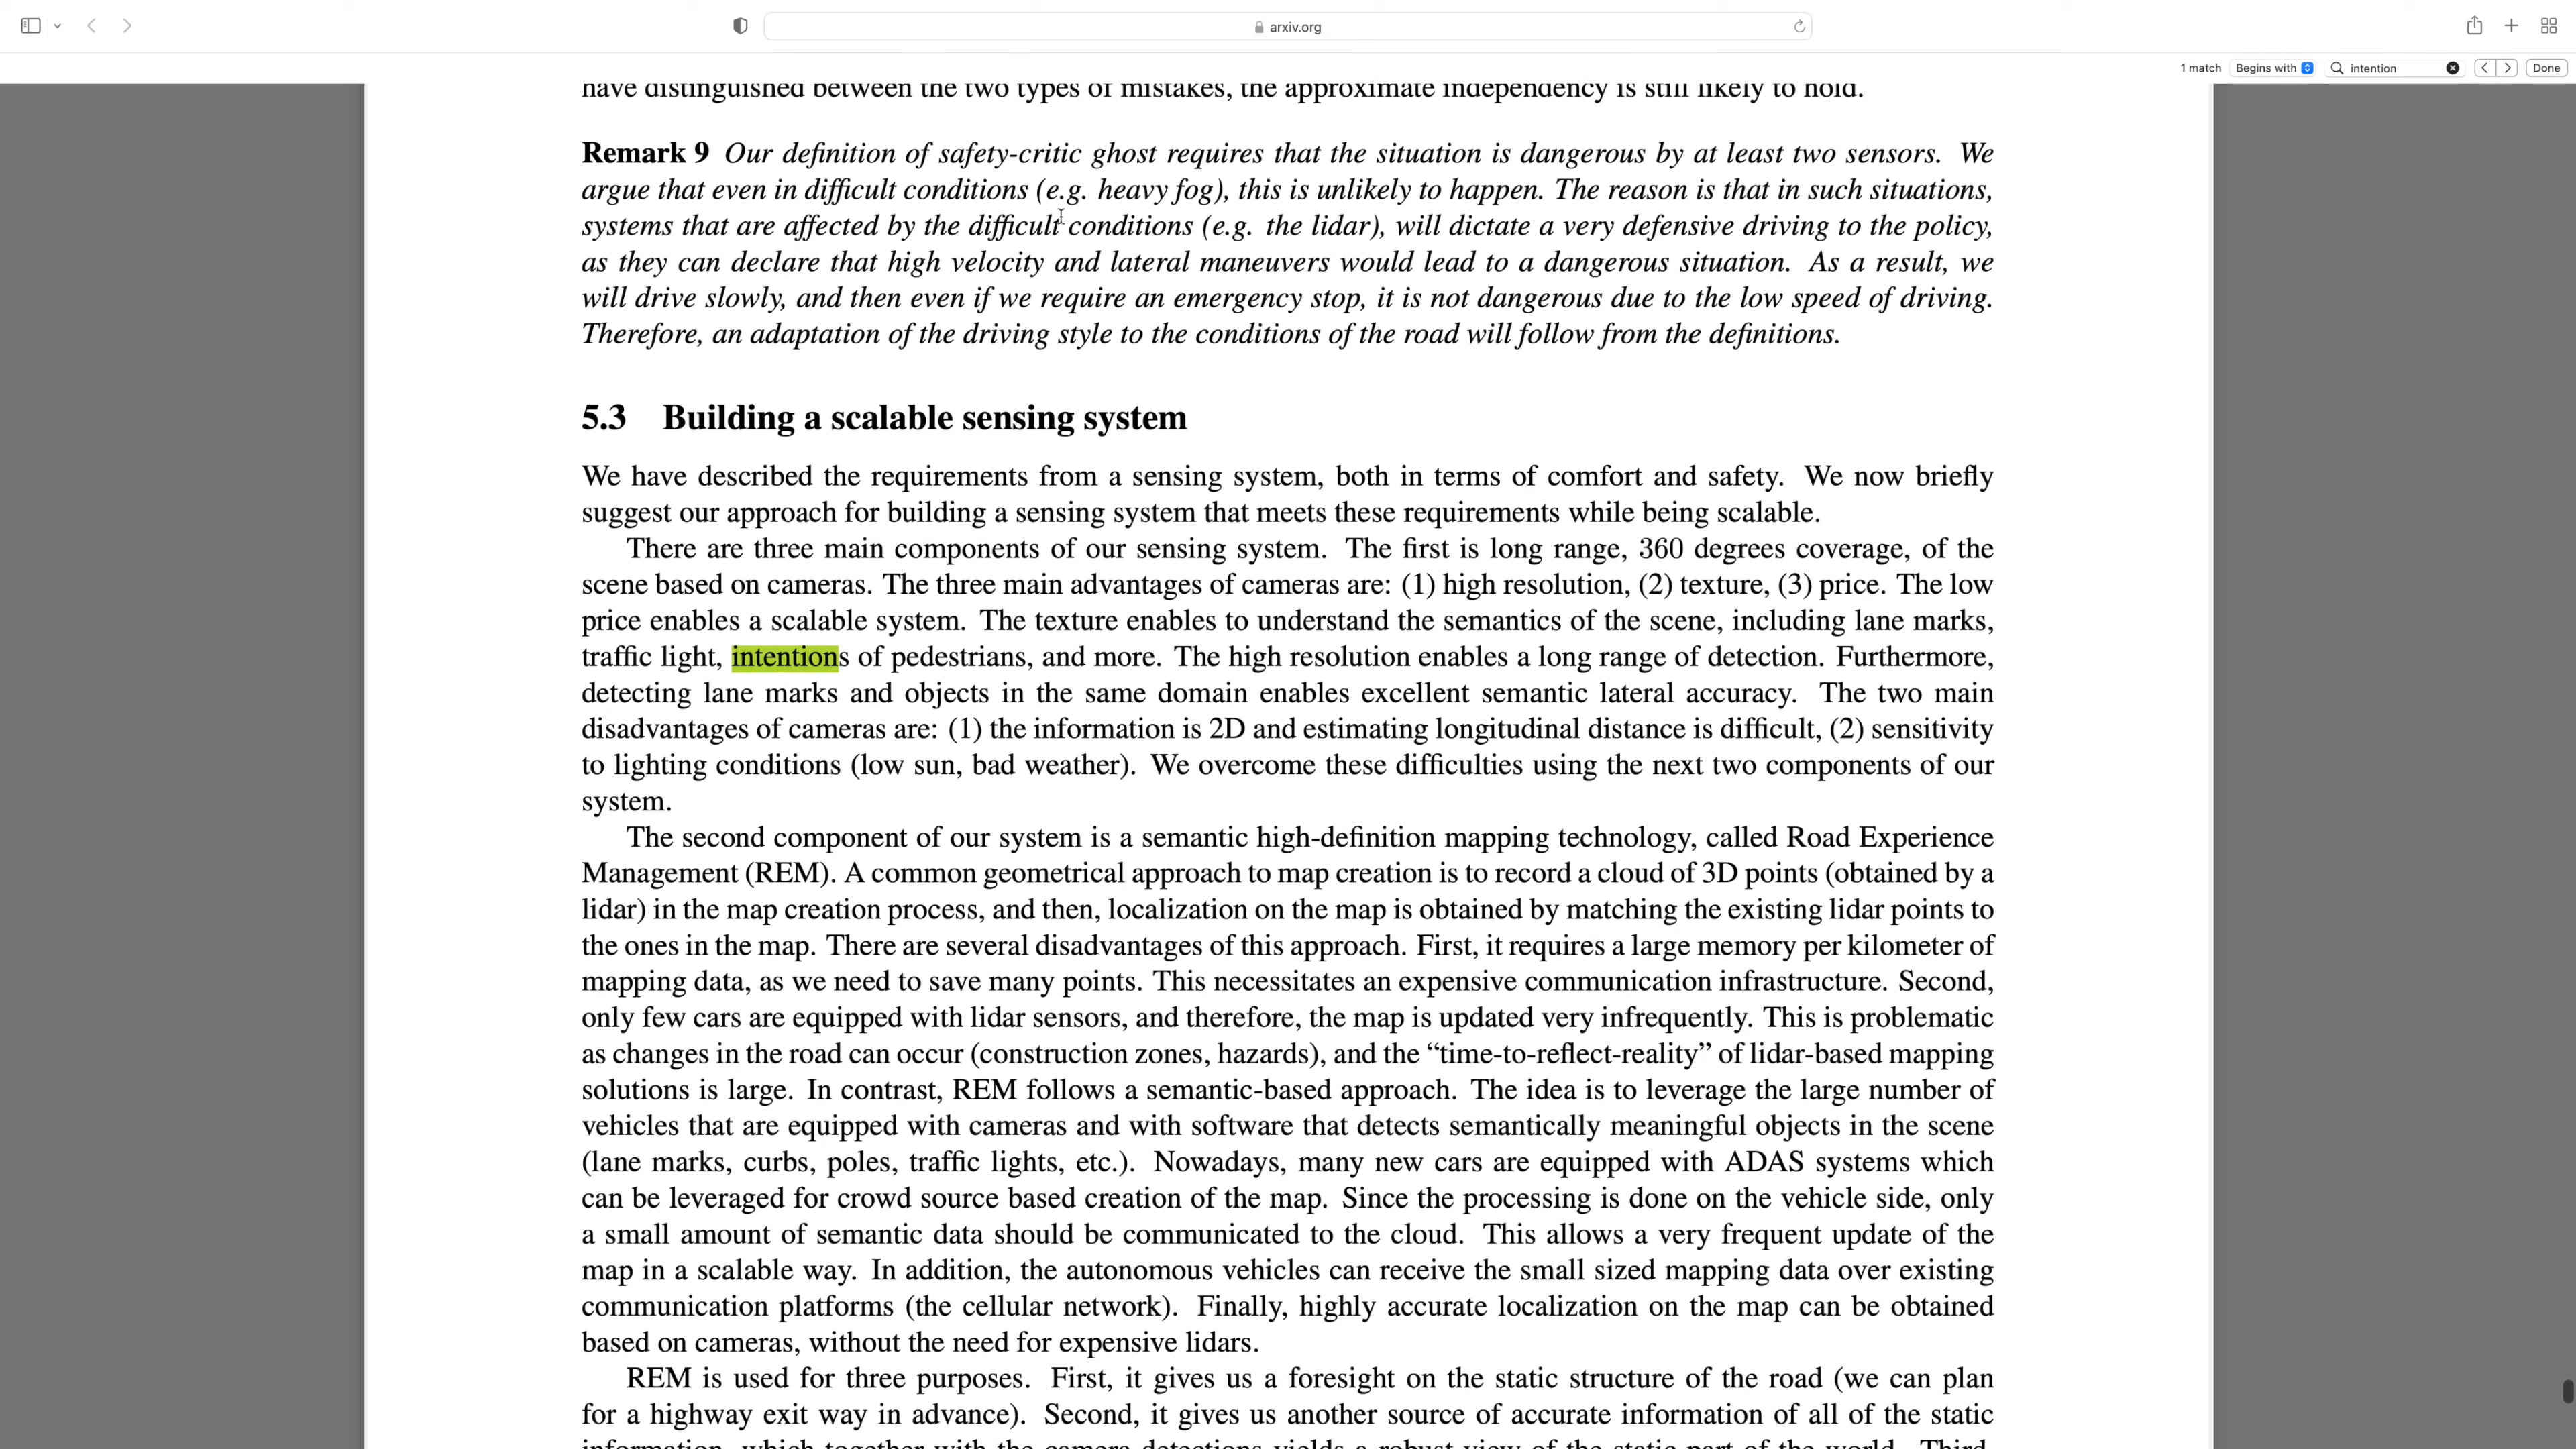 arxiv.org
1 match Begins with intention Done
have distinguished between the two types of mistakes, the approximate independency is still likely to hold.
Remark 9 Our definition of safety-critic ghost requires that the situation is dangerous by at least two sensors. We
argue that even in difficult conditions (e.g. heavy fog), this is unlikely to happen. The reason is that in such situations,
systems that are affected by the difficult conditions (e.g. the lidar), will dictate a very defensive driving to the policy,
as they can declare that high velocity and lateral maneuvers would lead to a dangerous situation. As a result, we
will drive slowly, and then even if we require an emergency stop, it is not dangerous due to the low speed of driving.
Therefore, an adaptation of the driving style to the conditions of the road will follow from the definitions.
5.3 Building a scalable sensing system
We have described the requirements from a sensing system, both in terms of comfort and safety. We now briefly
suggest our approach for building a sensing system that meets these requirements while being scalable.
There are three main components of our sensing system. The first is long range, 360 degrees coverage, of the
scene based on cameras. The three main advantages of cameras are: (1) high resolution, (2) texture, (3) price. The low
price enables a scalable system. The texture enables to understand the semantics of the scene, including lane marks,
traffic light, intentions of pedestrians, and more. The high resolution enables a long range of detection. Furthermore,
detecting lane marks and objects in the same domain enables excellent semantic lateral accuracy. The two main
disadvantages of cameras are: (1) the information is 2D and estimating longitudinal distance is difficult, (2) sensitivity
to lighting conditions (low sun, bad weather). We overcome these difficulties using the next two components of our
system.
The second component of our system is a semantic high-definition mapping technology, called Road Experience
Management (REM). A common geometrical approach to map creation is to record a cloud of 3D points (obtained by a
lidar) in the map creation process, and then, localization on the map is obtained by matching the existing lidar points to
the ones in the map. There are several disadvantages of this approach. First, it requires a large memory per kilometer of
mapping data, as we need to save many points. This necessitates an expensive communication infrastructure. Second,
only few cars are equipped with lidar sensors, and therefore, the map is updated very infrequently. This is problematic
as changes in the road can occur (construction zones, hazards), and the “time-to-reflect-reality” of lidar-based mapping
solutions is large. In contrast, REM follows a semantic-based approach. The idea is to leverage the large number of
vehicles that are equipped with cameras and with software that detects semantically meaningful objects in the scene
(lane marks, curbs, poles, traffic lights, etc.). Nowadays, many new cars are equipped with ADAS systems which
can be leveraged for crowd source based creation of the map. Since the processing is done on the vehicle side, only
a small amount of semantic data should be communicated to the cloud. This allows a very frequent update of the
map in a scalable way. In addition, the autonomous vehicles can receive the small sized mapping data over existing
communication platforms (the cellular network). Finally, highly accurate localization on the map can be obtained
based on cameras, without the need for expensive lidars.
REM is used for three purposes. First, it gives us a foresight on the static structure of the road (we can plan
for a highway exit way in advance). Second, it gives us another source of accurate information of all of the static
information, which together with the camera detections yields a robust view of the static part of the world. Third,